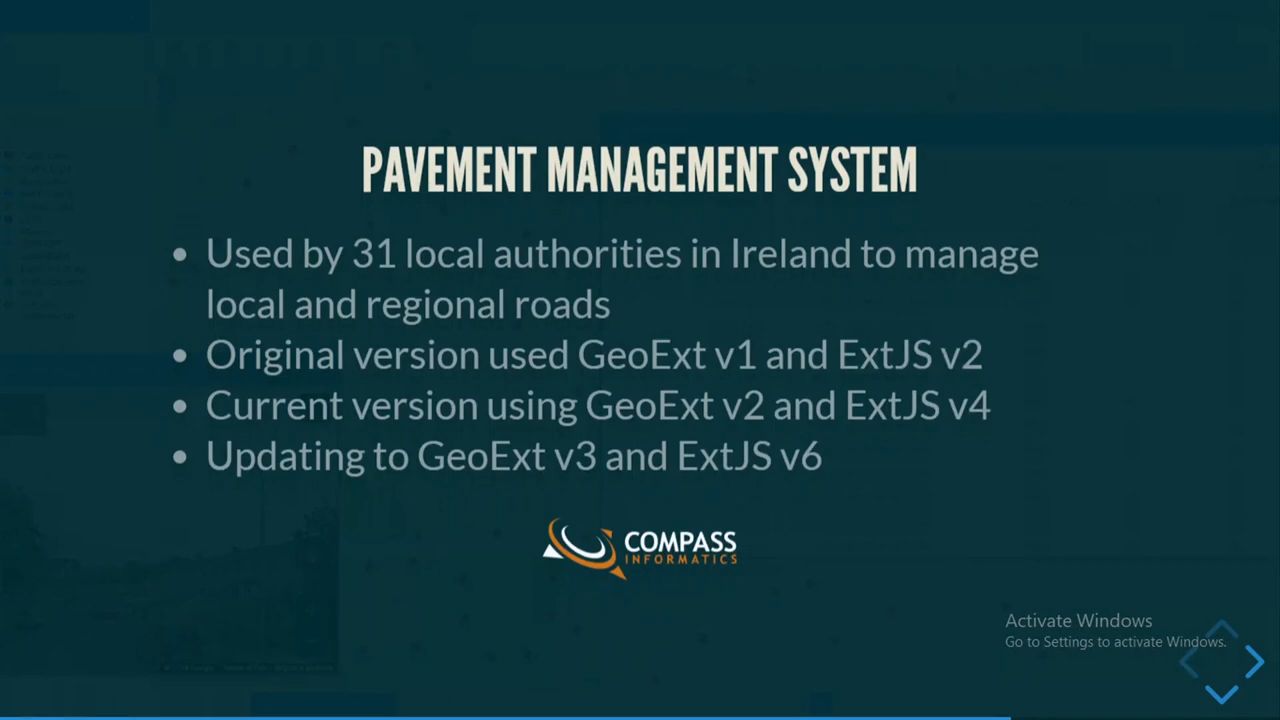 PAVEMENT MANAGEMENT SYSTEM
• Used by 31 local authorities in Ireland to manage
local and regional roads
• Original version used GeoExt v1 and ExtJS v2
• Current version using GeoExt v2 and ExtJS v4
• Updating to GeoExt v3 and ExtJS v6
COMPASS
INFORMATICS
Activate Windows
Go to Settings to activate Windows.